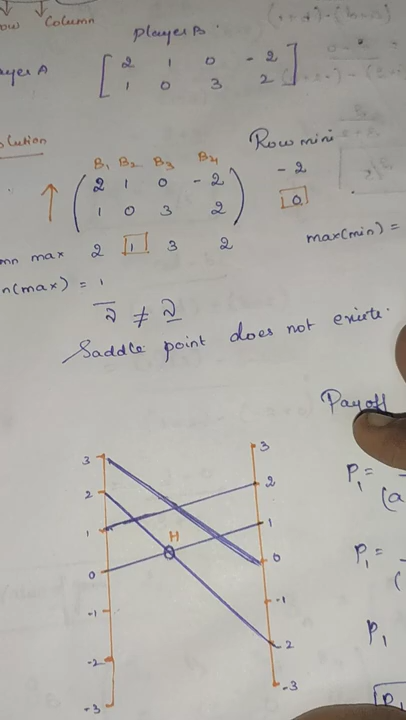 Column
Player B.
[ 2 1 0 -2 ]
[ 1 0 3 2 ]
B1 B2 B3 B4 Row mini
( 2 1 0 -2 ) -2
( 1 0 3 2 ) 0
max 2 1 3 2 max(min) =
(max) = 1
≠
Saddle point does not existe.
Payoff
3 3
2 2
1 1
H
0 0
-1 -1
-2 2
-3 -3
P1 =
(a
P1 =
(
P1
P1